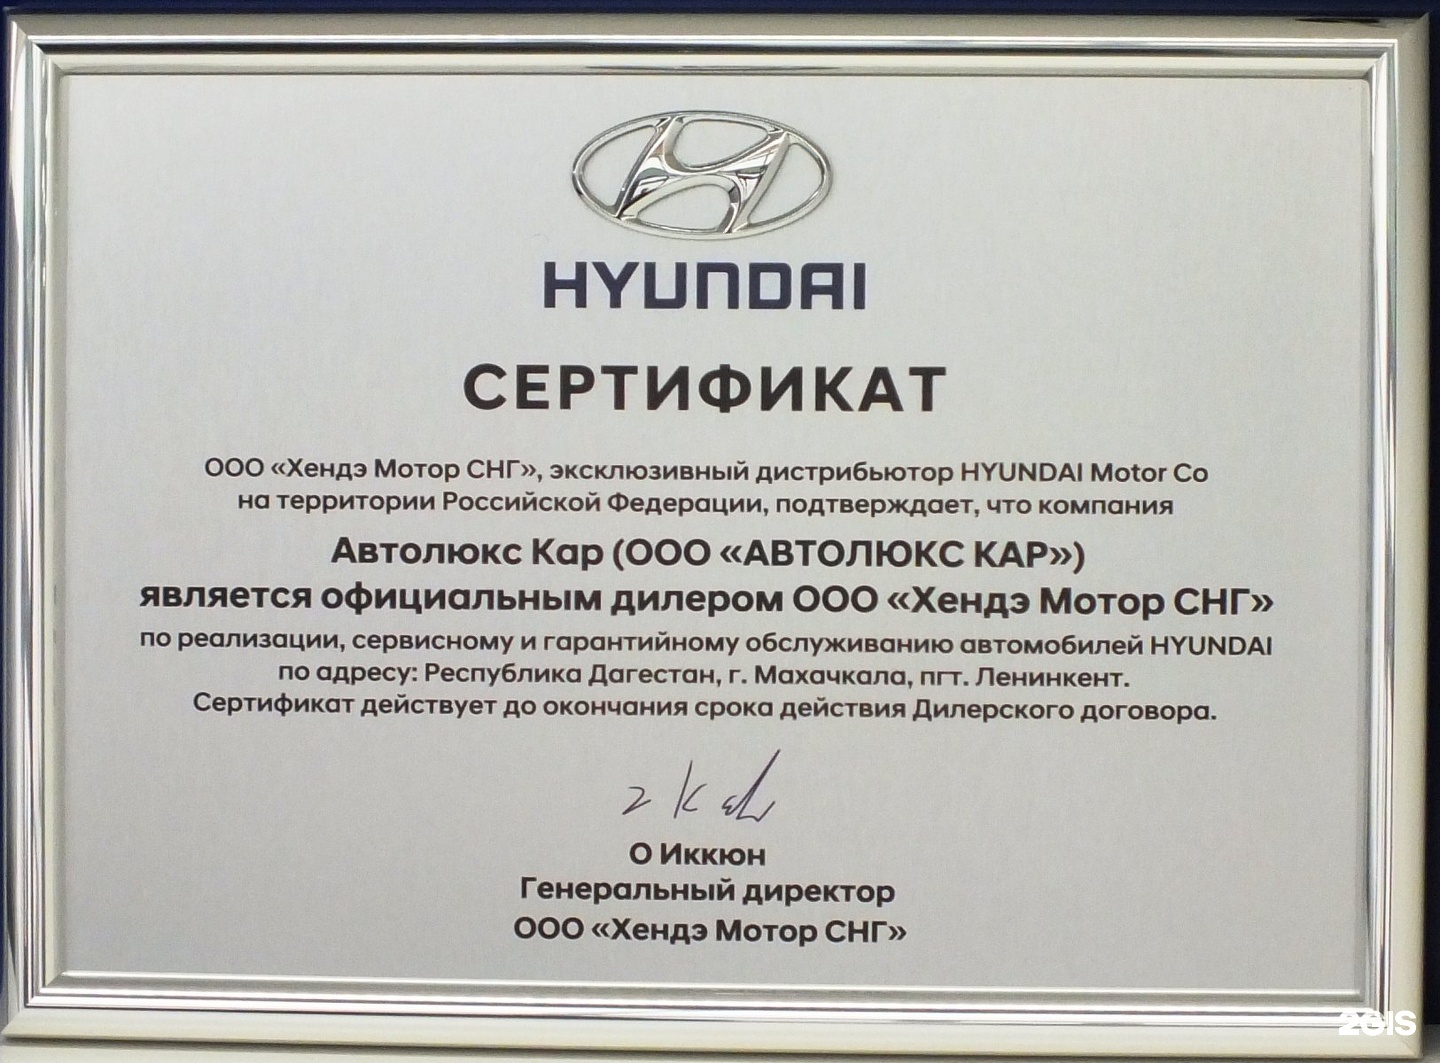 HYUNDAI
СЕРТИФИКАТ
ООО «Хендэ Мотор СНГ», эксклюзивный дистрибьютор HYUNDAI Motor Co
на территории Российской Федерации, подтверждает, что компания
Автолюкс Кар (ООО «АВТОЛЮКС КАР»)
является официальным дилером ООО «Хендэ Мотор СНГ»
по реализации, сервисному и гарантийному обслуживанию автомобилей HYUNDAI
по адресу: Республика Дагестан, г. Махачкала, пгт. Ленинкент.
Сертификат действует до окончания срока действия Дилерского договора.
О Иккюн
Генеральный директор
ООО «Хендэ Мотор СНГ»
2GIS